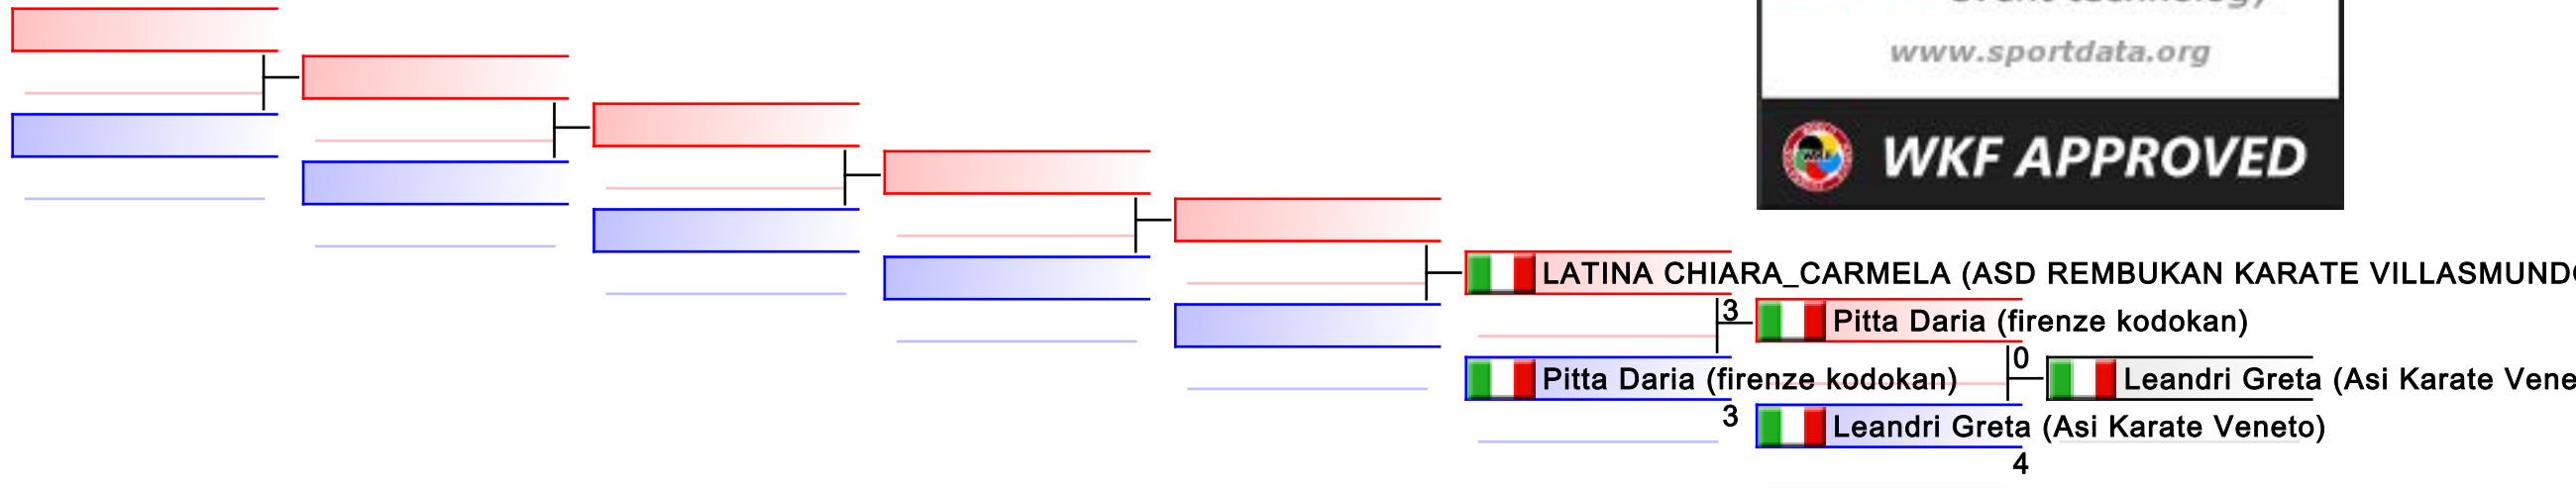 www.sportdata.org
WKF APPROVED
LATINA CHIARA_CARMELA (ASD REMBUKAN KARATE VILLASMUNDO
3
Pitta Daria (firenze kodokan)
0
Pitta Daria (firenze kodokan)
Leandri Greta (Asi Karate Vene
3
Leandri Greta (Asi Karate Veneto)
4